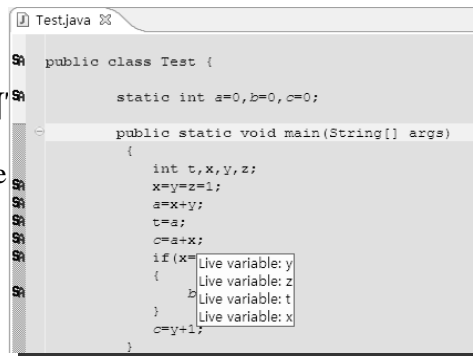 Test.java
public class Test {
static int a=0,b=0,c=0;
public static void main(String[] args)
{
int t,x,y,z;
x=y=z=1;
a=x+y;
t=a;
c=a+x;
if(x=
Live variable: y
{
Live variable: z
b
Live variable: t
}
Live variable: x
c=y+1;
}